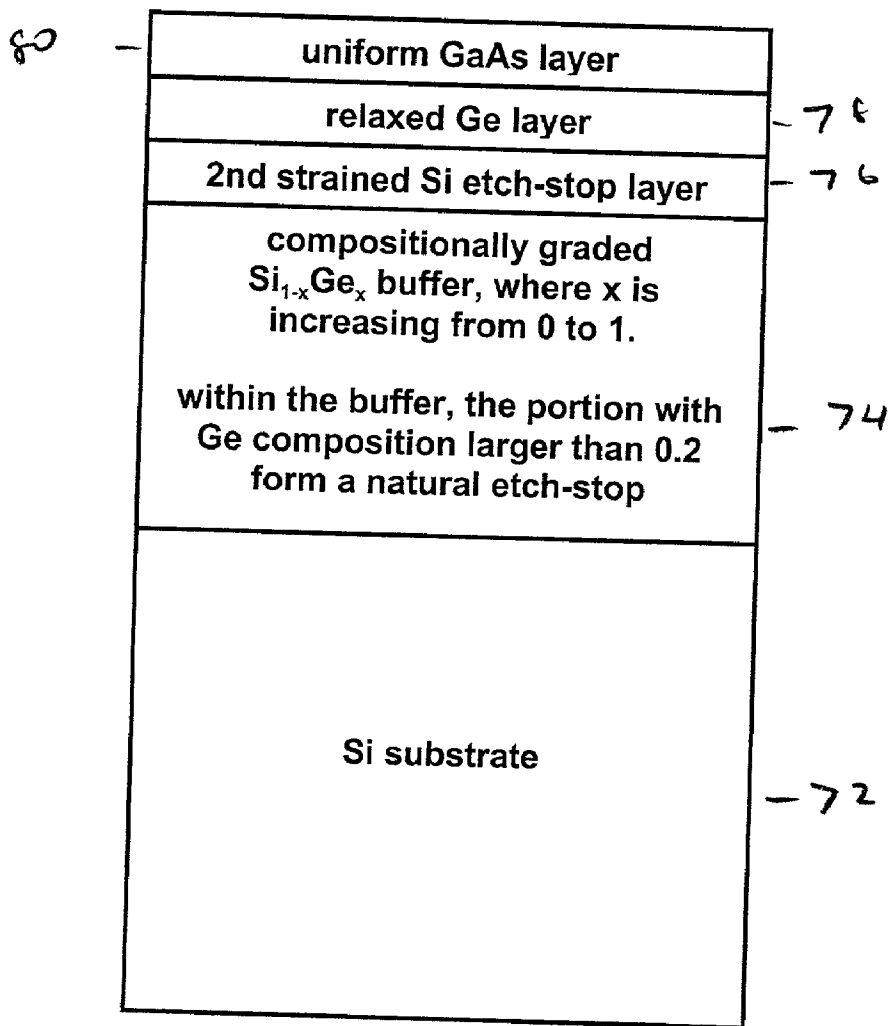 80 - uniform GaAs layer
relaxed Ge layer - 78
2nd strained Si etch-stop layer - 76
compositionally graded
Si1-xGex buffer, where x is
increasing from 0 to 1.
within the buffer, the portion with
Ge composition larger than 0.2
form a natural etch-stop
- 74
Si substrate
- 72